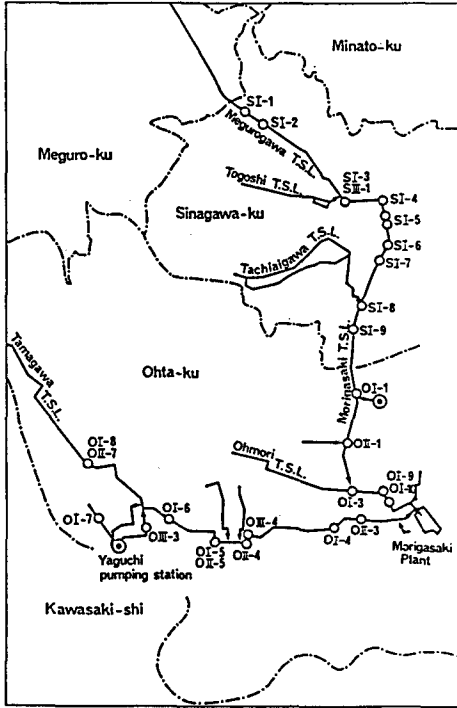 Minato-ku
SI-1
SI-2
Megurogawa T.S.L.
Meguro-ku
Togoshi T.S.L.
SI-3
SIII-1
SI-4
SI-5
Sinagawa-ku
SI-6
SI-7
Tachiaigawa T.S.L.
SI-8
SI-9
Morigasaki T.S.L.
Tamagawa
T.S.L.
Ohta-ku
OI-1
OII-1
OI-8
OII-7
Ohmori T.S.L.
OI-9
OI-10
OI-3
OI-7
OI-6
OIII-3
OIII-4
OI-5
OII-5
OII-4
OI-4
OII-3
Yaguchi
pumping station
Morigasaki
Plant
Kawasaki-shi